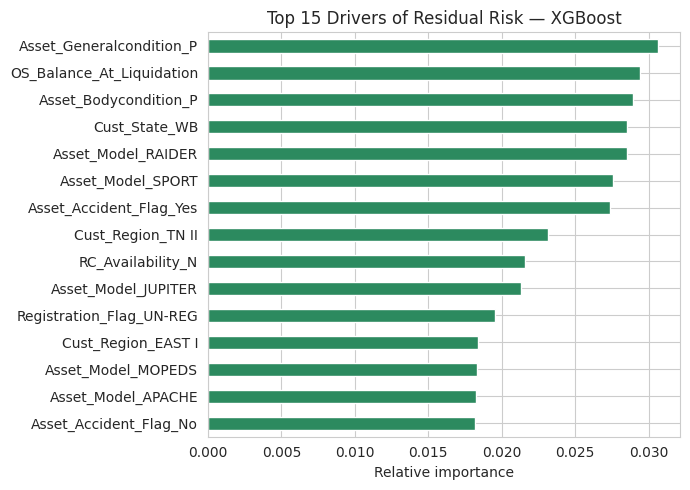 Top 15 Drivers of Residual Risk — XGBoost
Asset_Generalcondition_P
OS_Balance_At_Liquidation
Asset_Bodycondition_P
Cust_State_WB
Asset_Model_RAIDER
Asset_Model_SPORT
Asset_Accident_Flag_Yes
Cust_Region_TN II
RC_Availability_N
Asset_Model_JUPITER
Registration_Flag_UN-REG
Cust_Region_EAST I
Asset_Model_MOPEDS
Asset_Model_APACHE
Asset_Accident_Flag_No
0.000 0.005 0.010 0.015 0.020 0.025 0.030
Relative importance